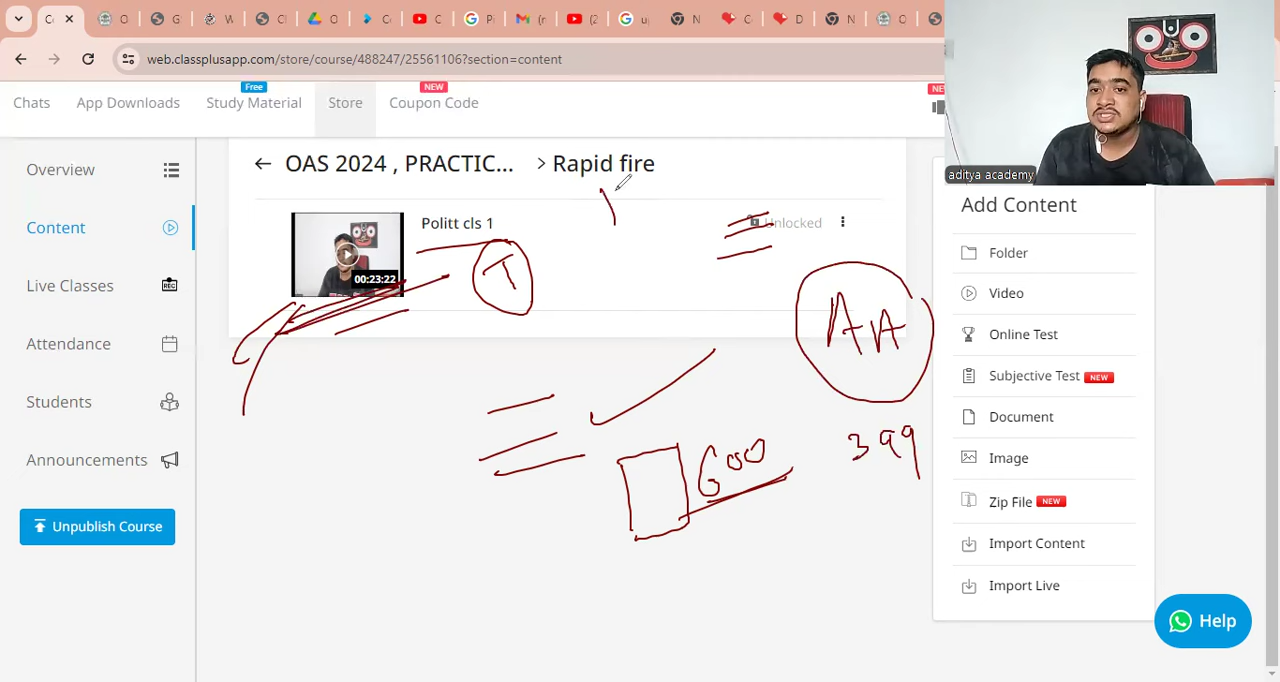 web.classplusapp.com/store/course/488247/25561106?section=content
Free
NEW
NEW
Chats
App Downloads
Study Material
Store
Coupon Code
aditya academy
Overview
OAS 2024 , PRACTIC... > Rapid fire
Add Content
Content
Politt cls 1
Unlocked
00:23:22
T
Folder
Live Classes
REC
Video
AA
Attendance
Online Test
Subjective Test NEW
Students
Document
399
600
Announcements
Image
Zip File NEW
Unpublish Course
Import Content
Import Live
Help